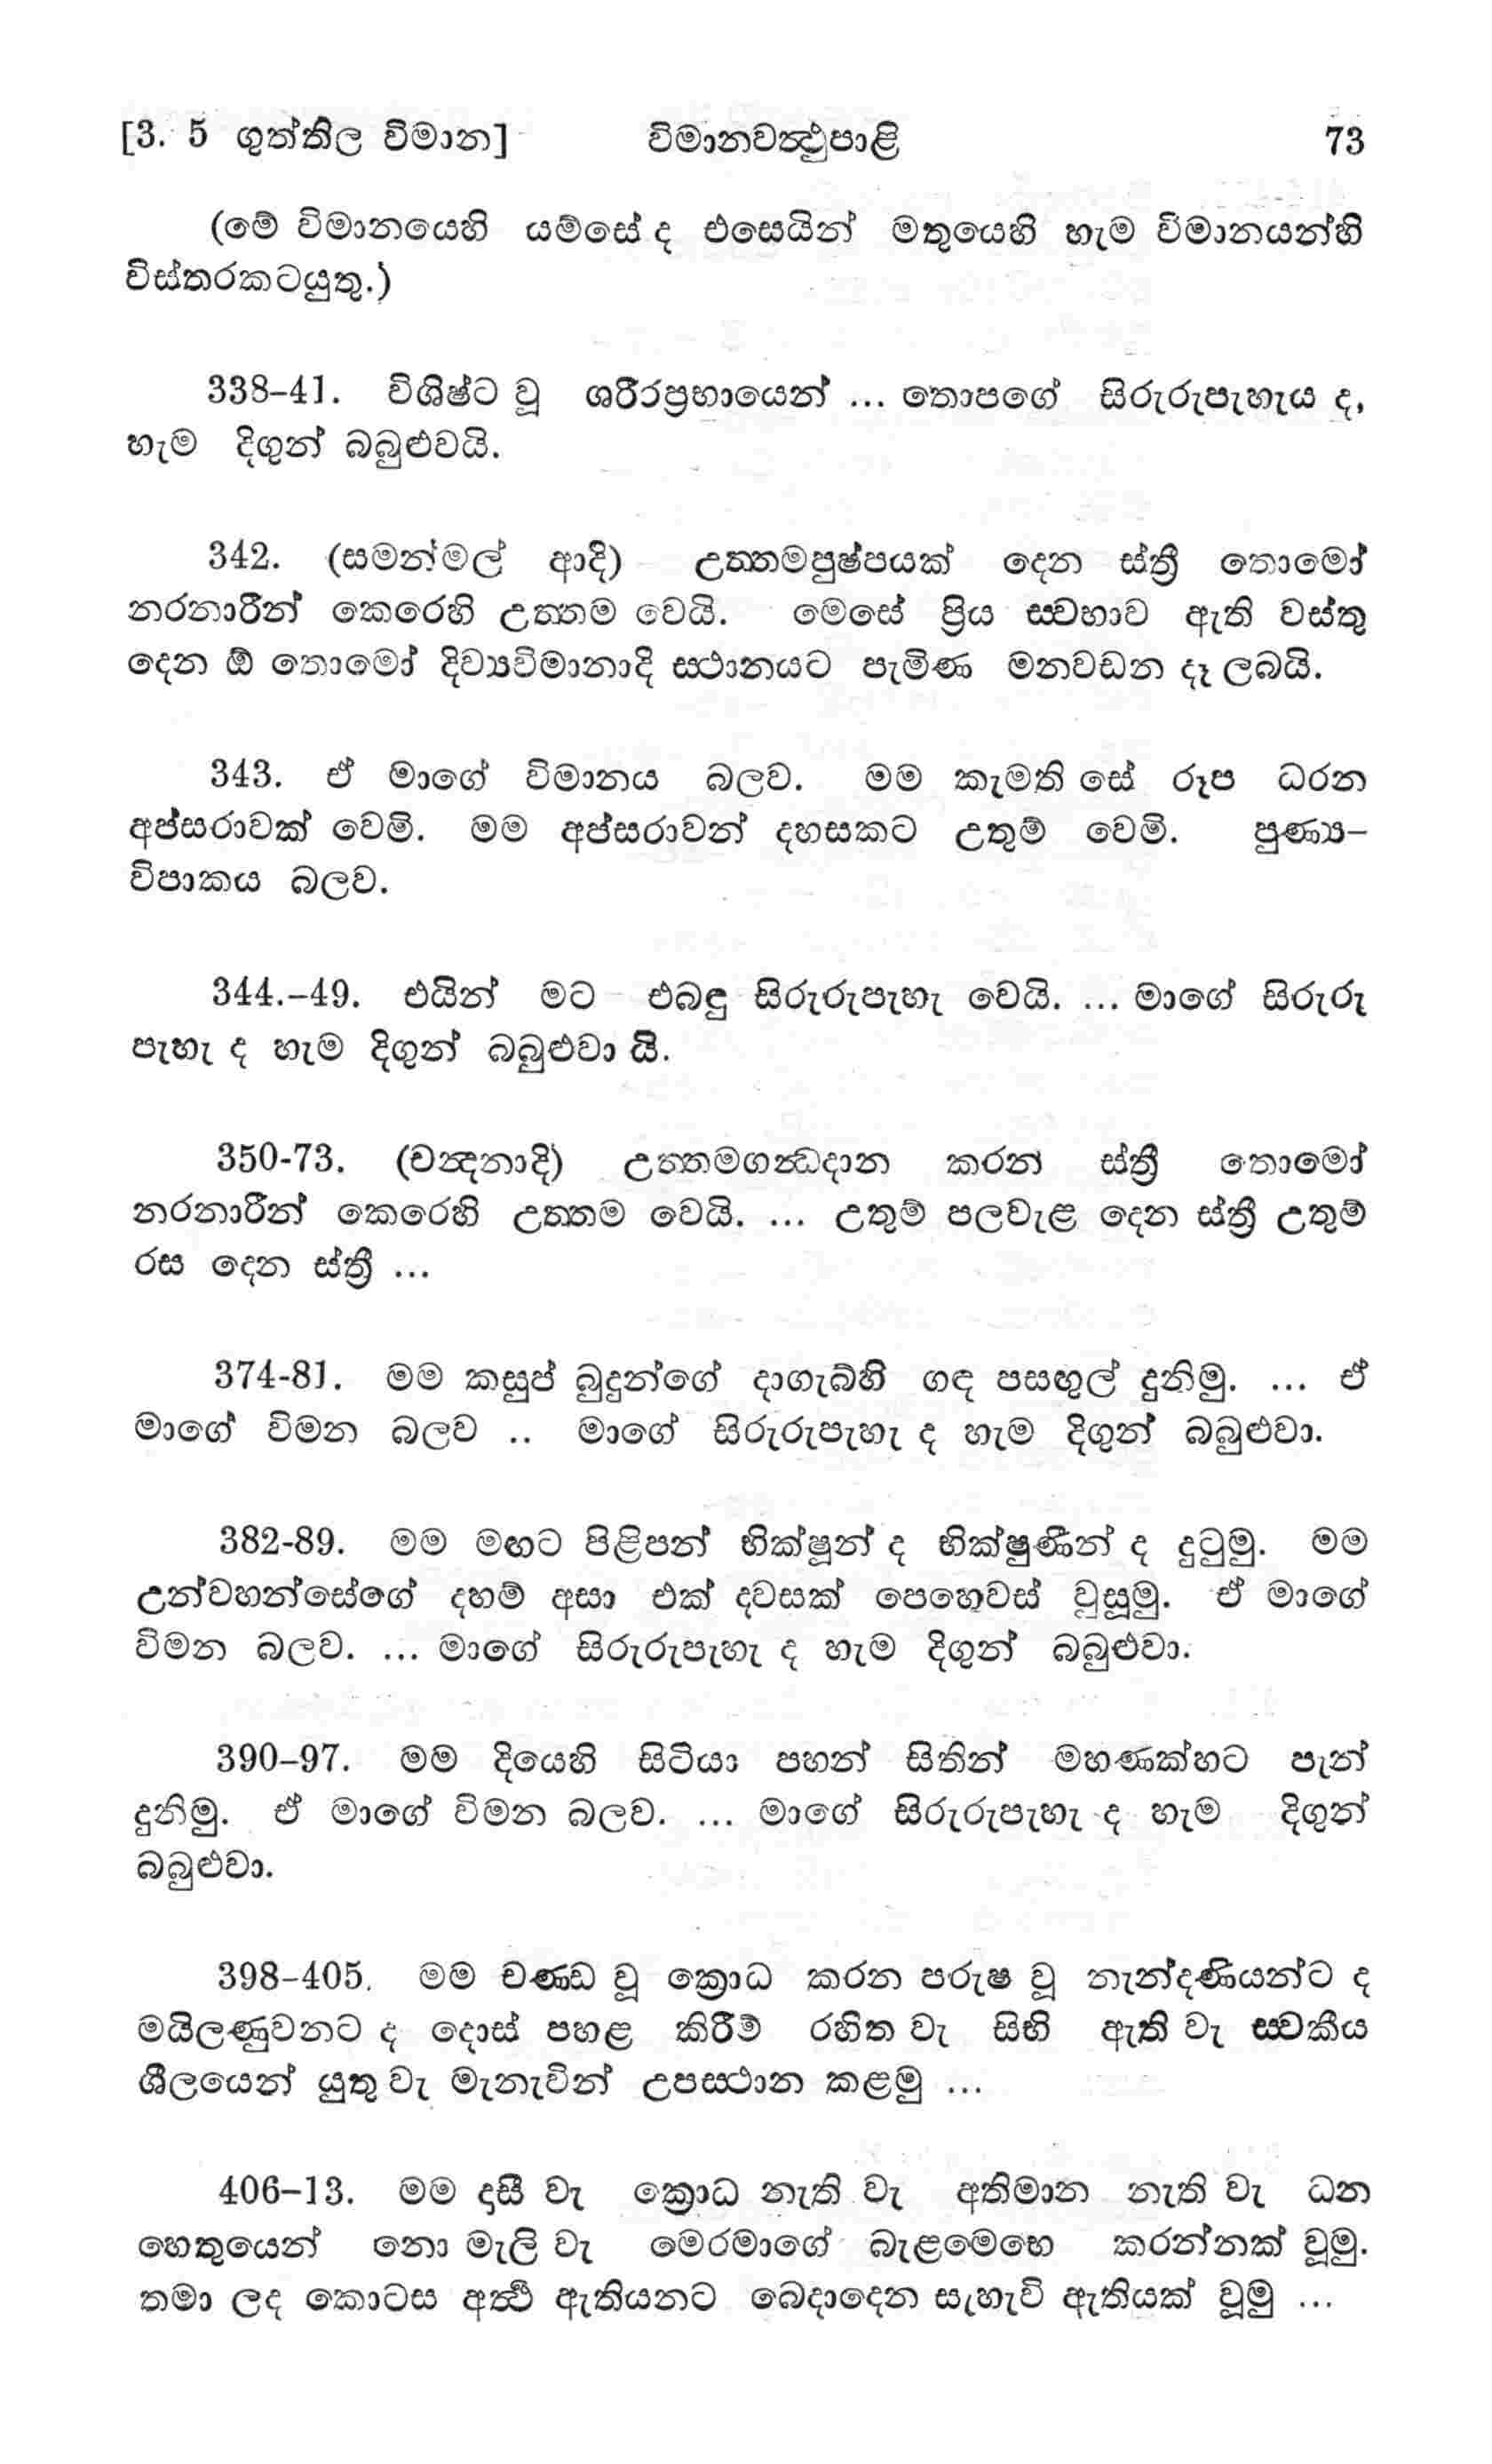 [3. 5 ගුත්තිල විමාන] විමානවත්‍ථුපාළි 73
(මේ විමානයෙහි යම්සේ ද එසෙයින් මතුයෙහි හැම විමානයන්හි
විස්තරකටයුතු.)
338-41. විශිෂ්ට වූ ශරීරප්‍රභායෙන් ... තොපගේ සිරුරුපැහැය ද,
හැම දිගුන් බබුළුවයි.
342. (සමන්මල් ආදි) උත්‍තමපුෂ්පයක් දෙන ස්ත්‍රී තොමෝ
නරනාරීන් කෙරෙහි උත්‍තම වෙයි. මෙසේ ප්‍රිය ස්‍වභාව ඇති වස්තු
දෙන ඕ තොමෝ දිව්‍යවිමානාදි ස්‍ථානයට පැමිණ මනවඩන දෑ ලබයි.
343. ඒ මාගේ විමානය බලව. මම කැමති සේ රූප ධරන
අප්සරාවක් වෙමි. මම අප්සරාවන් දහසකට උතුම් වෙමි. පුණ්‍ය-
විපාකය බලව.
344.-49. එයින් මට එබඳු සිරුරුපැහැ වෙයි. ... මාගේ සිරුරු
පැහැ ද හැම දිගුන් බබුළුවා යි.
350-73. (චන්‍දනාදි) උත්‍තමගන්‍ධදාන කරන ස්ත්‍රී තොමෝ
නරනාරීන් කෙරෙහි උත්‍තම වෙයි. ... උතුම් පලවැළ දෙන ස්ත්‍රී උතුම්
රස දෙන ස්ත්‍රී ...
374-81. මම කසුප් බුදුන්ගේ දාගැබ්හි ගඳ පසඟුල් දුනිමු. ... ඒ
මාගේ විමන බලව .. මාගේ සිරුරුපැහැ ද හැම දිගුන් බබුළුවා.
382-89. මම මඟට පිළිපන් භික්ෂූන් ද භික්ෂුණීන් ද දුටුමු. මම
උන්වහන්සේගේ දහම් අසා එක් දවසක් පෙහෙවස් වුසූමු. ඒ මාගේ
විමන බලව. ... මාගේ සිරුරුපැහැ ද හැම දිගුන් බබුළුවා.
390-97. මම දියෙහි සිටියා පහන් සිතින් මහණක්හට පැන්
දුනිමු. ඒ මාගේ විමන බලව. ... මාගේ සිරුරුපැහැ ද හැම දිගුන්
බබුළුවා.
398-405. මම චණ්ඩ වූ ක්‍රොධ කරන පරුෂ වූ නැන්දණියන්ට ද
මයිලණුවනට ද දොස් පහළ කිරීම් රහිත වැ සිහි ඇති වැ ස්‍වකීය
ශීලයෙන් යුතු වැ මැනැවින් උපස්‍ථාන කළමු ...
406-13. මම දාසී වැ ක්‍රොධ නැති වැ අතිමාන නැති වැ ධන
හෙතුයෙන් නො මැලි වැ මෙරමාගේ බැළමෙහෙ කරන්නක් වූමු.
තමා ලද කොටස අර්‍ත්‍ථ ඇතියනට බෙදාදෙන සැහැවි ඇතියක් වූමු ...